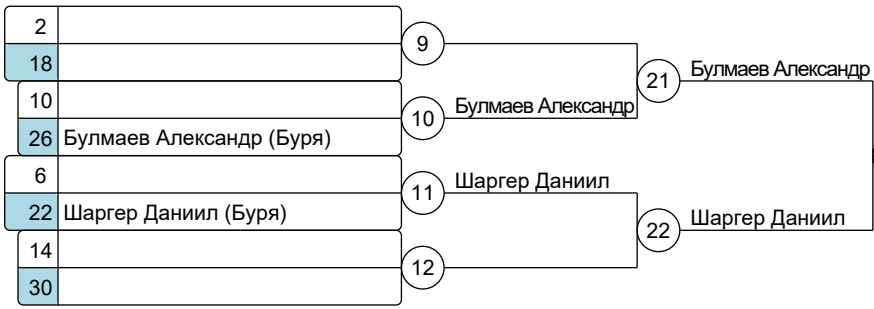 2
9
18
21 Булмаев Александр
10
10 Булмаев Александр
26 Булмаев Александр (Буря)
6
11 Шаргер Даниил
22 Шаргер Даниил (Буря)
22 Шаргер Даниил
14
12
30